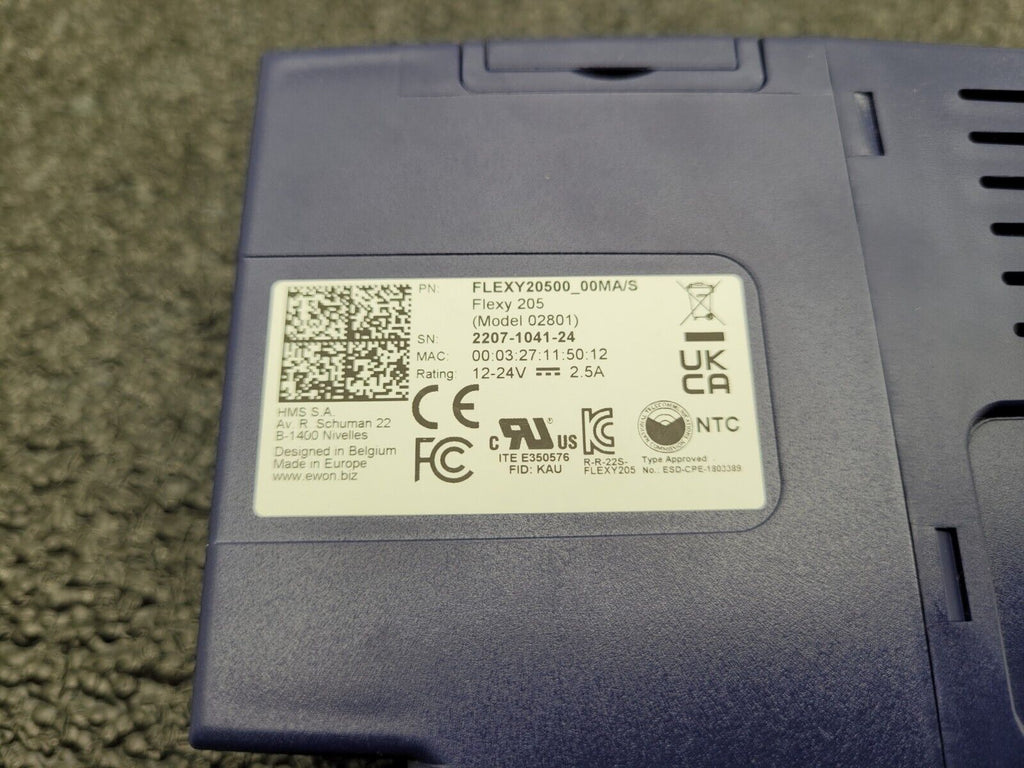 PN: FLEXY20500_00MA/S
Flexy 205
(Model 02801)
SN: 2207-1041-24
MAC: 00:03:27:11:50:12
Rating: 12-24V 2.5A
HMS S.A.
Av. R. Schuman 22
B-1400 Nivelles
Designed in Belgium
Made in Europe
www.ewon.biz
CE
FC
c RU® US
ITE E350576
FID: KAU
KC
R-R-22S-
FLEXY205
UK
CA
NTC
Type Approved
No.: ESD-CPE-1803389